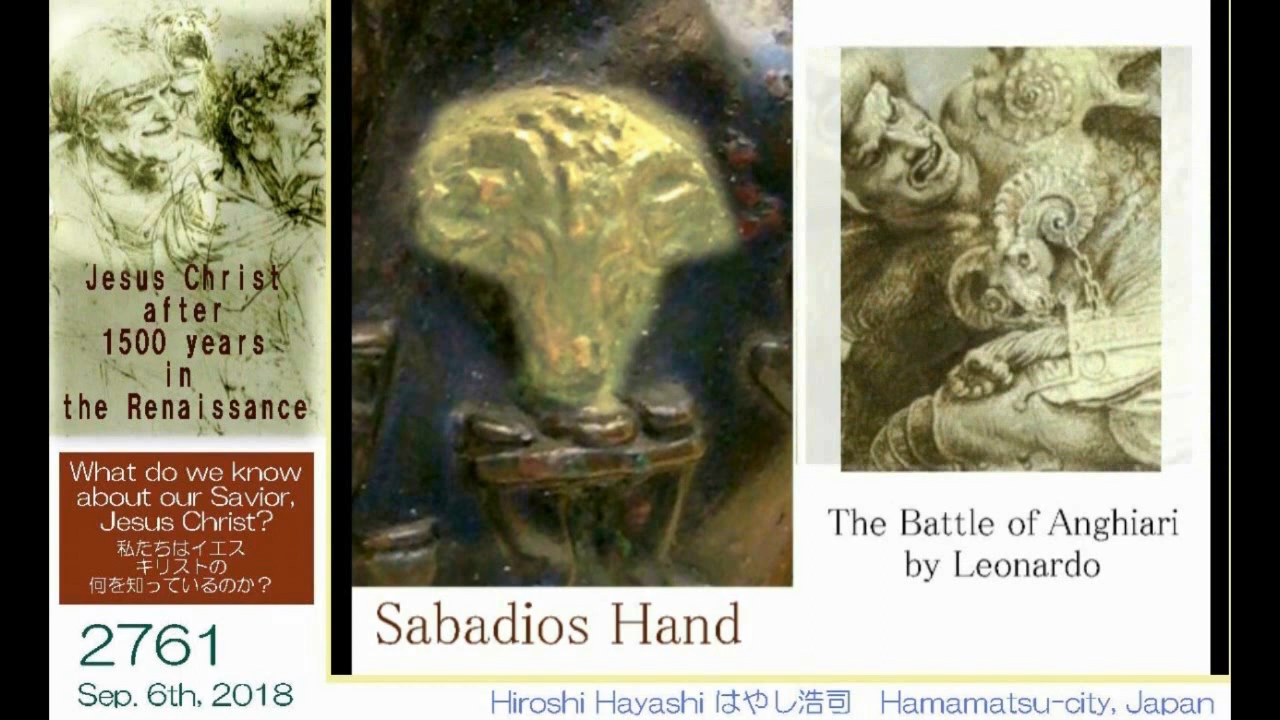 Jesus Christ
after
1500 years
in
the Renaissance
What do we know
about our Savior,
Jesus Christ?
私たちはイエス
キリストの
何を知っているのか？
2761
Sep. 6th, 2018
Sabadios Hand
The Battle of Anghiari
by Leonardo
Hiroshi Hayashi はやし浩司 Hamamatsu-city, Japan